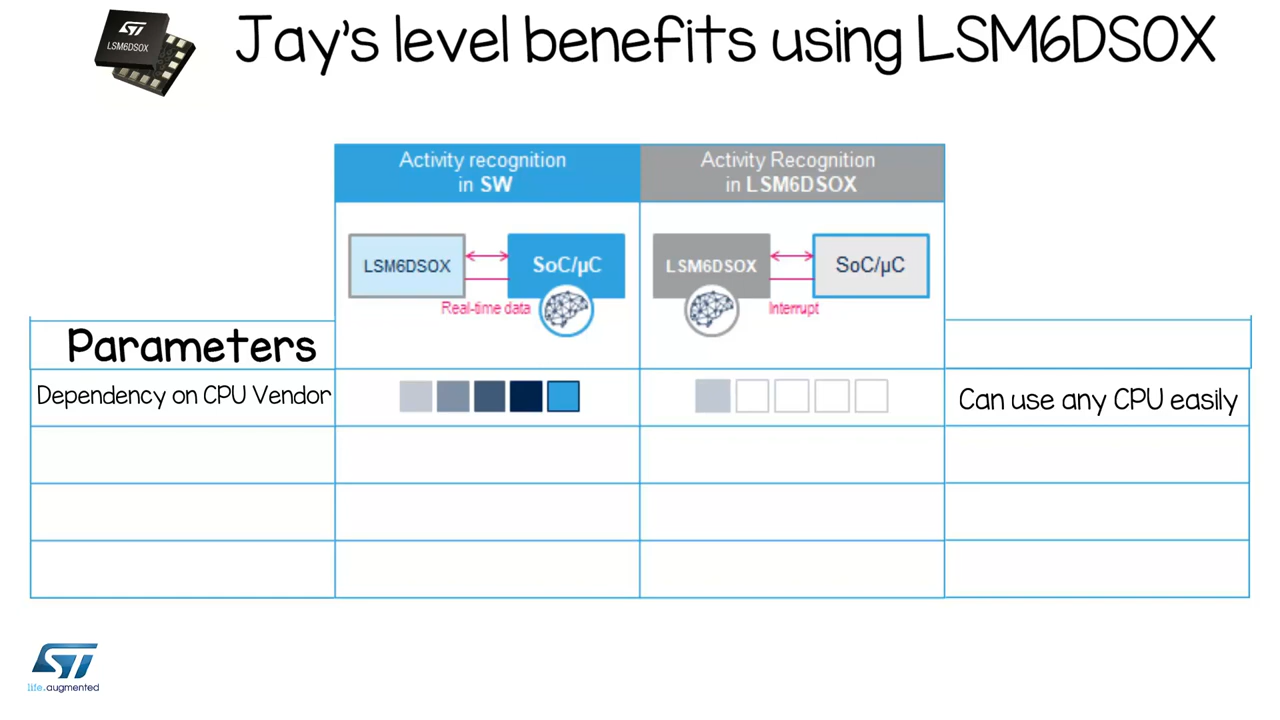 LSM6DSOX
Jay's level benefits using LSM6DSOX
Activity recognition
in SW
Activity Recognition
in LSM6DSOX
LSM6DSOX
SoC/µC
Real-time data
LSM6DSOX
SoC/µC
Interrupt
Parameters
Dependency on CPU Vendor
Can use any CPU easily
ST
life.augmented